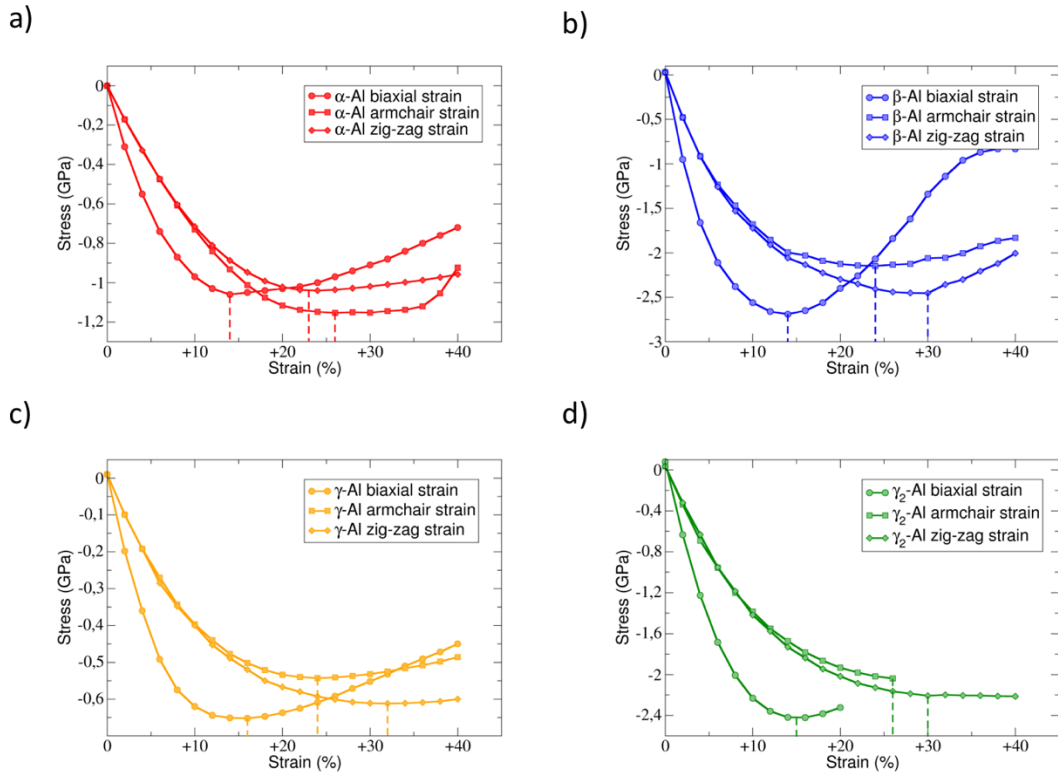 a)
0
-0,2
-0,4
-0,6
-0,8
-1
-1,2
Stress (GPa)
α-Al biaxial strain
α-Al armchair strain
α-Al zig-zag strain
0 +10 +20 +30 +40
Strain (%)
b)
0
-0,5
-1
-1,5
-2
-2,5
-3
Stress (GPa)
β-Al biaxial strain
β-Al armchair strain
β-Al zig-zag strain
0 +10 +20 +30 +40
Strain (%)
c)
0
-0,1
-0,2
-0,3
-0,4
-0,5
-0,6
Stress (GPa)
γ-Al biaxial strain
γ-Al armchair strain
γ-Al zig-zag strain
0 +10 +20 +30 +40
Strain (%)
d)
0
-0,4
-0,8
-1,2
-1,6
-2
-2,4
Stress (GPa)
γ₂-Al biaxial strain
γ₂-Al armchair strain
γ₂-Al zig-zag strain
0 +10 +20 +30 +40
Strain (%)